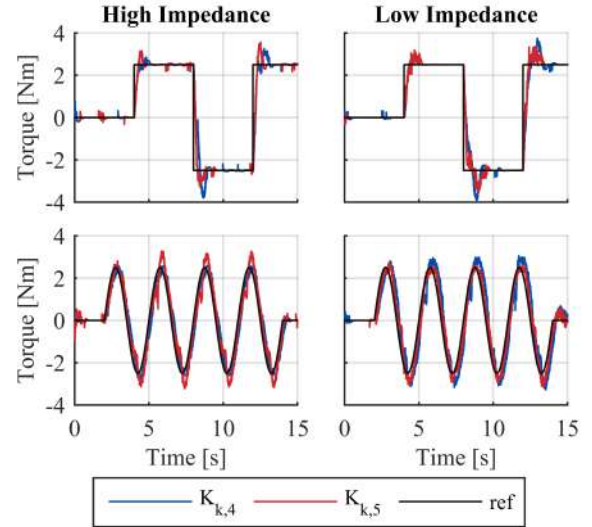 High Impedance
Low Impedance
Torque [Nm]
4
2
0
-2
-4
Torque [Nm]
4
2
0
-2
-4
0 5 10 15
0 5 10 15
Time [s]
Time [s]
K_{k,4} K_{k,5} ref